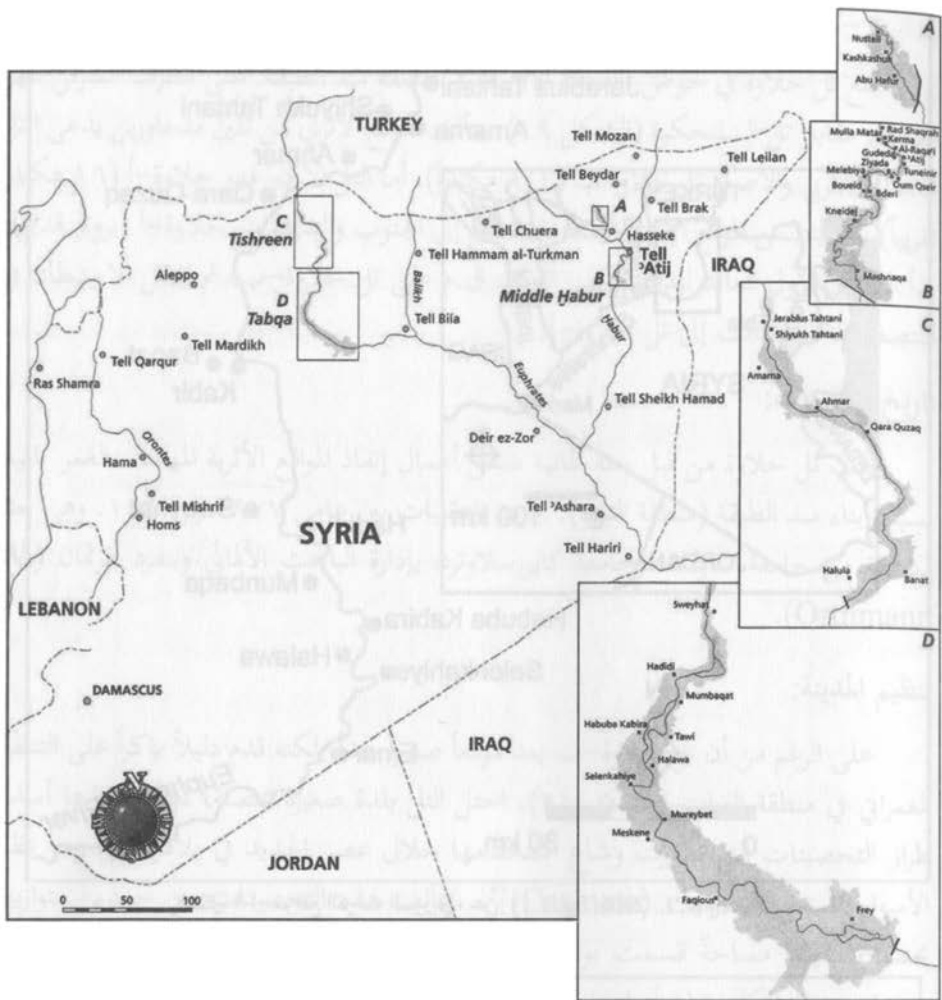 TURKEY
Tell Mozan
Tell Leilan
Tell Beydar
A
Tell Brak
C
Tishreen
Tell Chuera
Hasseke
Tell Hammam al-Turkman
Tell
ʾAtij
IRAQ
Aleppo
Balikh
B
Middle Ḫabur
D
Tabqa
Ḫabur
Tell Biîa
Tell Mardikh
Tell Qarqur
Ras Shamra
Euphrates
Tell Sheikh Hamad
Deir ez-Zor
Orontes
Hama
Tell Mishrif
Homs
Tell ʾAshara
SYRIA
Tell Hariri
LEBANON
DAMASCUS
IRAQ
N
JORDAN
0 50 100
A
Kashkashuk
Abu Hafur
Rad Shaqrah
Mulla Matar
Kerma
Al-Raqa'i
Gudeda
ʾAtij
Ziyada
Tuneinir
Melebiya
Oum Qseir
Boueid
Bderi
Kneidej
Mashnaqa
B
C
Jerablus Tahtani
Shiyukh Tahtani
Amarna
Ahmar
Qara Quzaq
Halula
Banat
D
Sweyhat
Hadidi
Mumbaqat
Habuba Kabira
Tawi
Halawa
Selenkahiye
Mureybet
Meskene
Faqious
Frey